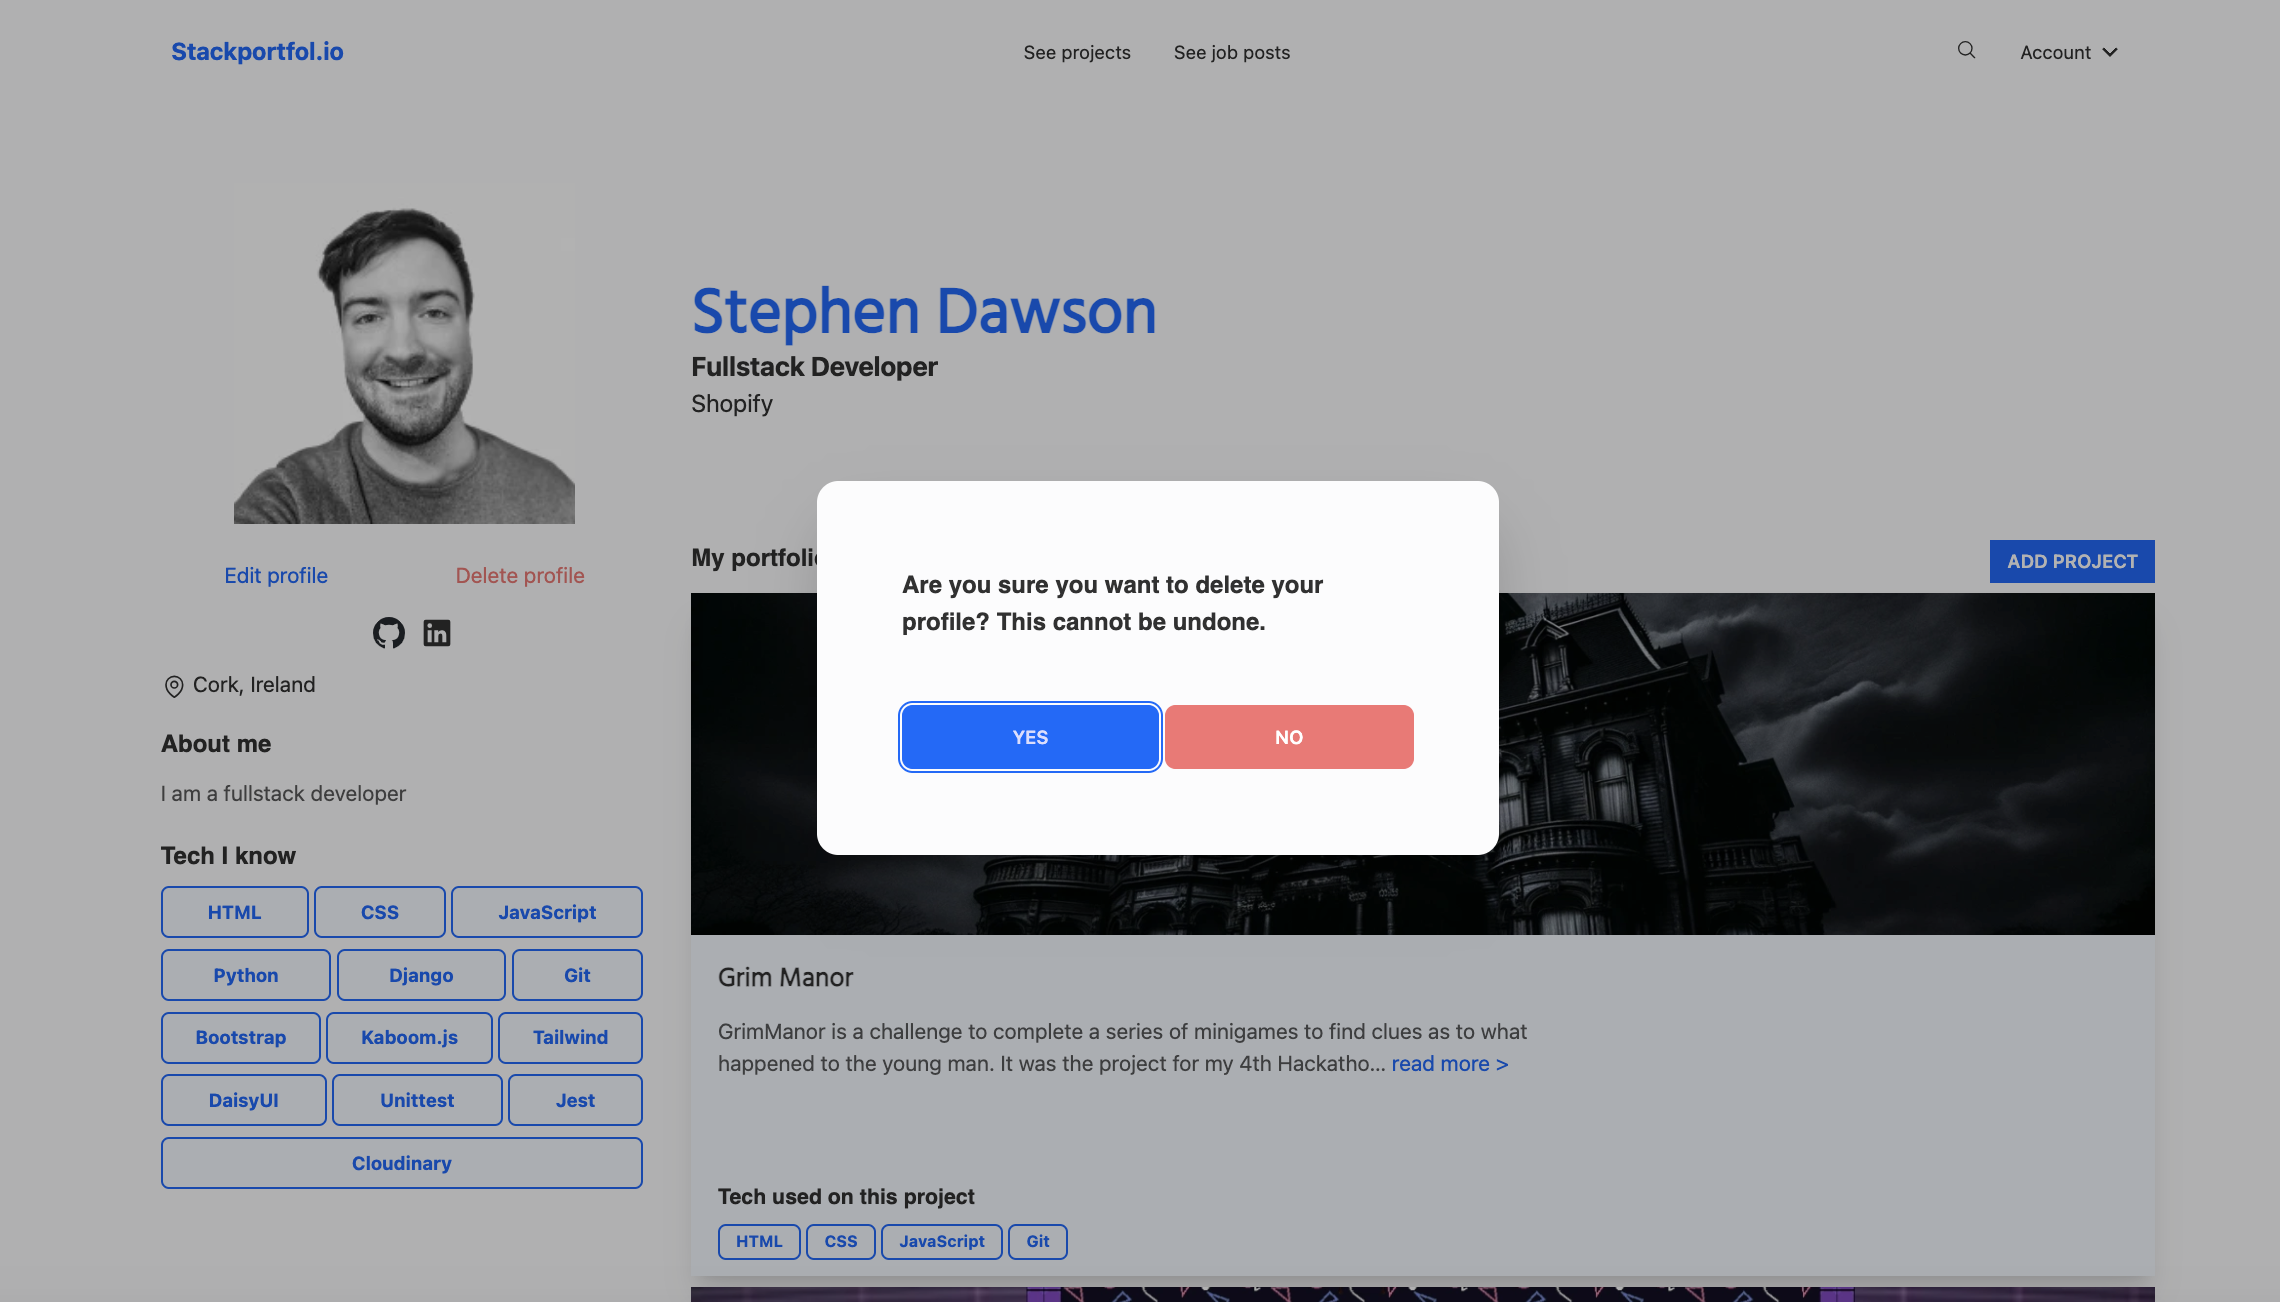 Stackportfol.io
See projects
See job posts
Account
Stephen Dawson
Fullstack Developer
Shopify
Edit profile
Delete profile
Cork, Ireland
About me
I am a fullstack developer
Tech I know
HTML
CSS
JavaScript
Python
Django
Git
Bootstrap
Kaboom.js
Tailwind
DaisyUI
Unittest
Jest
Cloudinary
My portfolio
ADD PROJECT
Are you sure you want to delete your
profile? This cannot be undone.
YES
NO
Grim Manor
GrimManor is a challenge to complete a series of minigames to find clues as to what
happened to the young man. It was the project for my 4th Hackatho... read more >
Tech used on this project
HTML
CSS
JavaScript
Git